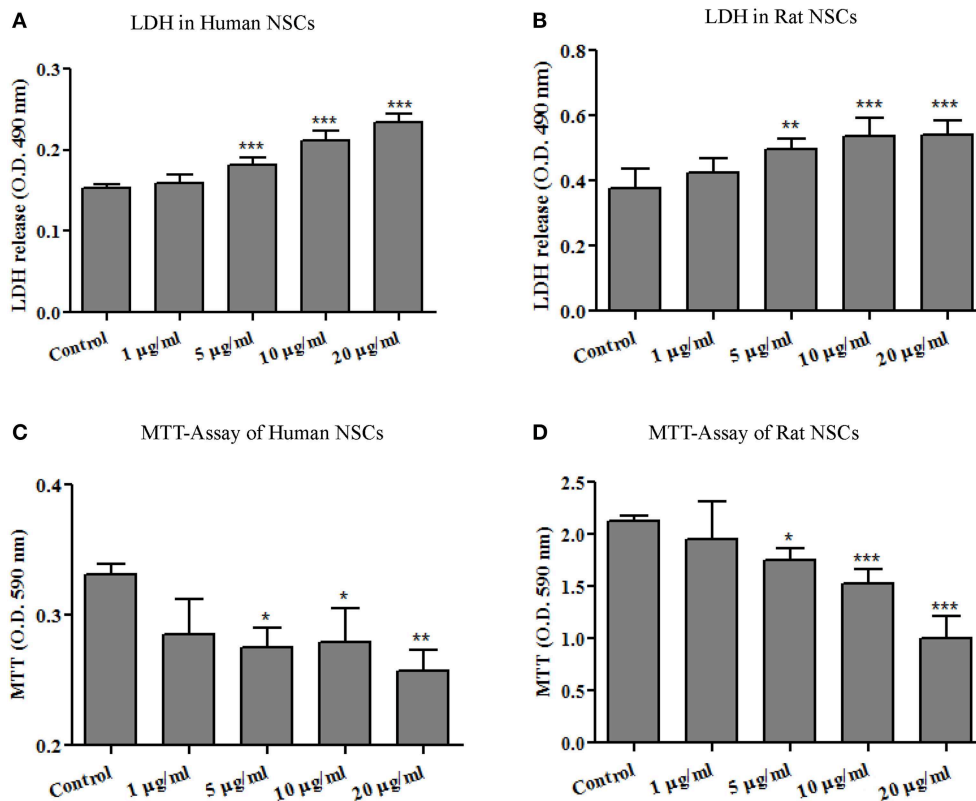 A
LDH in Human NSCs
LDH release (O.D. 490 nm)
0.3
0.2
0.1
0.0
***
***
***
Control
1 µg/ml
5 µg/ml
10 µg/ml
20 µg/ml
B
LDH in Rat NSCs
LDH release (O.D. 490 nm)
0.8
0.6
0.4
0.2
0.0
**
***
***
Control
1 µg/ml
5 µg/ml
10 µg/ml
20 µg/ml
C
MTT-Assay of Human NSCs
MTT (O.D. 590 nm)
0.4
0.3
0.2
*
*
**
Control
1 µg/ml
5 µg/ml
10 µg/ml
20 µg/ml
D
MTT-Assay of Rat NSCs
MTT (O.D. 590 nm)
2.5
2.0
1.5
1.0
0.5
0.0
*
***
***
Control
1 µg/ml
5 µg/ml
10 µg/ml
20 µg/ml